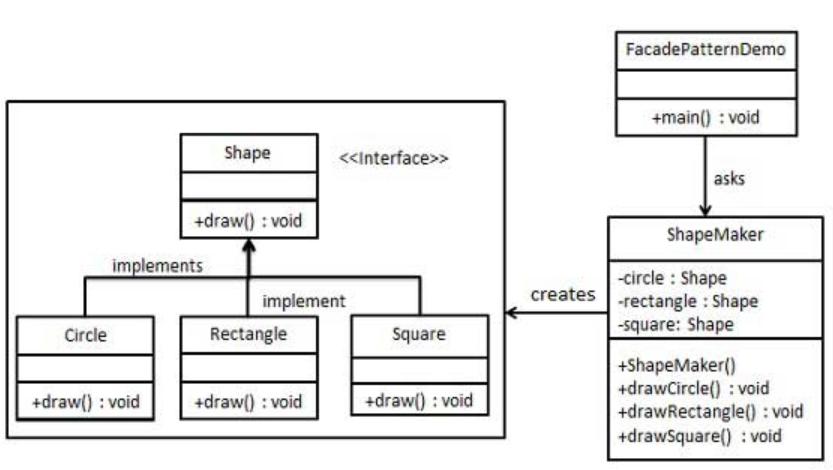 FacadePatternDemo
+main() : void
asks
Shape
<<Interface>>
+draw() : void
implements
implement
Circle
+draw() : void
Rectangle
+draw() : void
Square
+draw() : void
creates
ShapeMaker
-circle : Shape
-rectangle : Shape
-square: Shape
+ShapeMaker()
+drawCircle() : void
+drawRectangle() : void
+drawSquare() : void